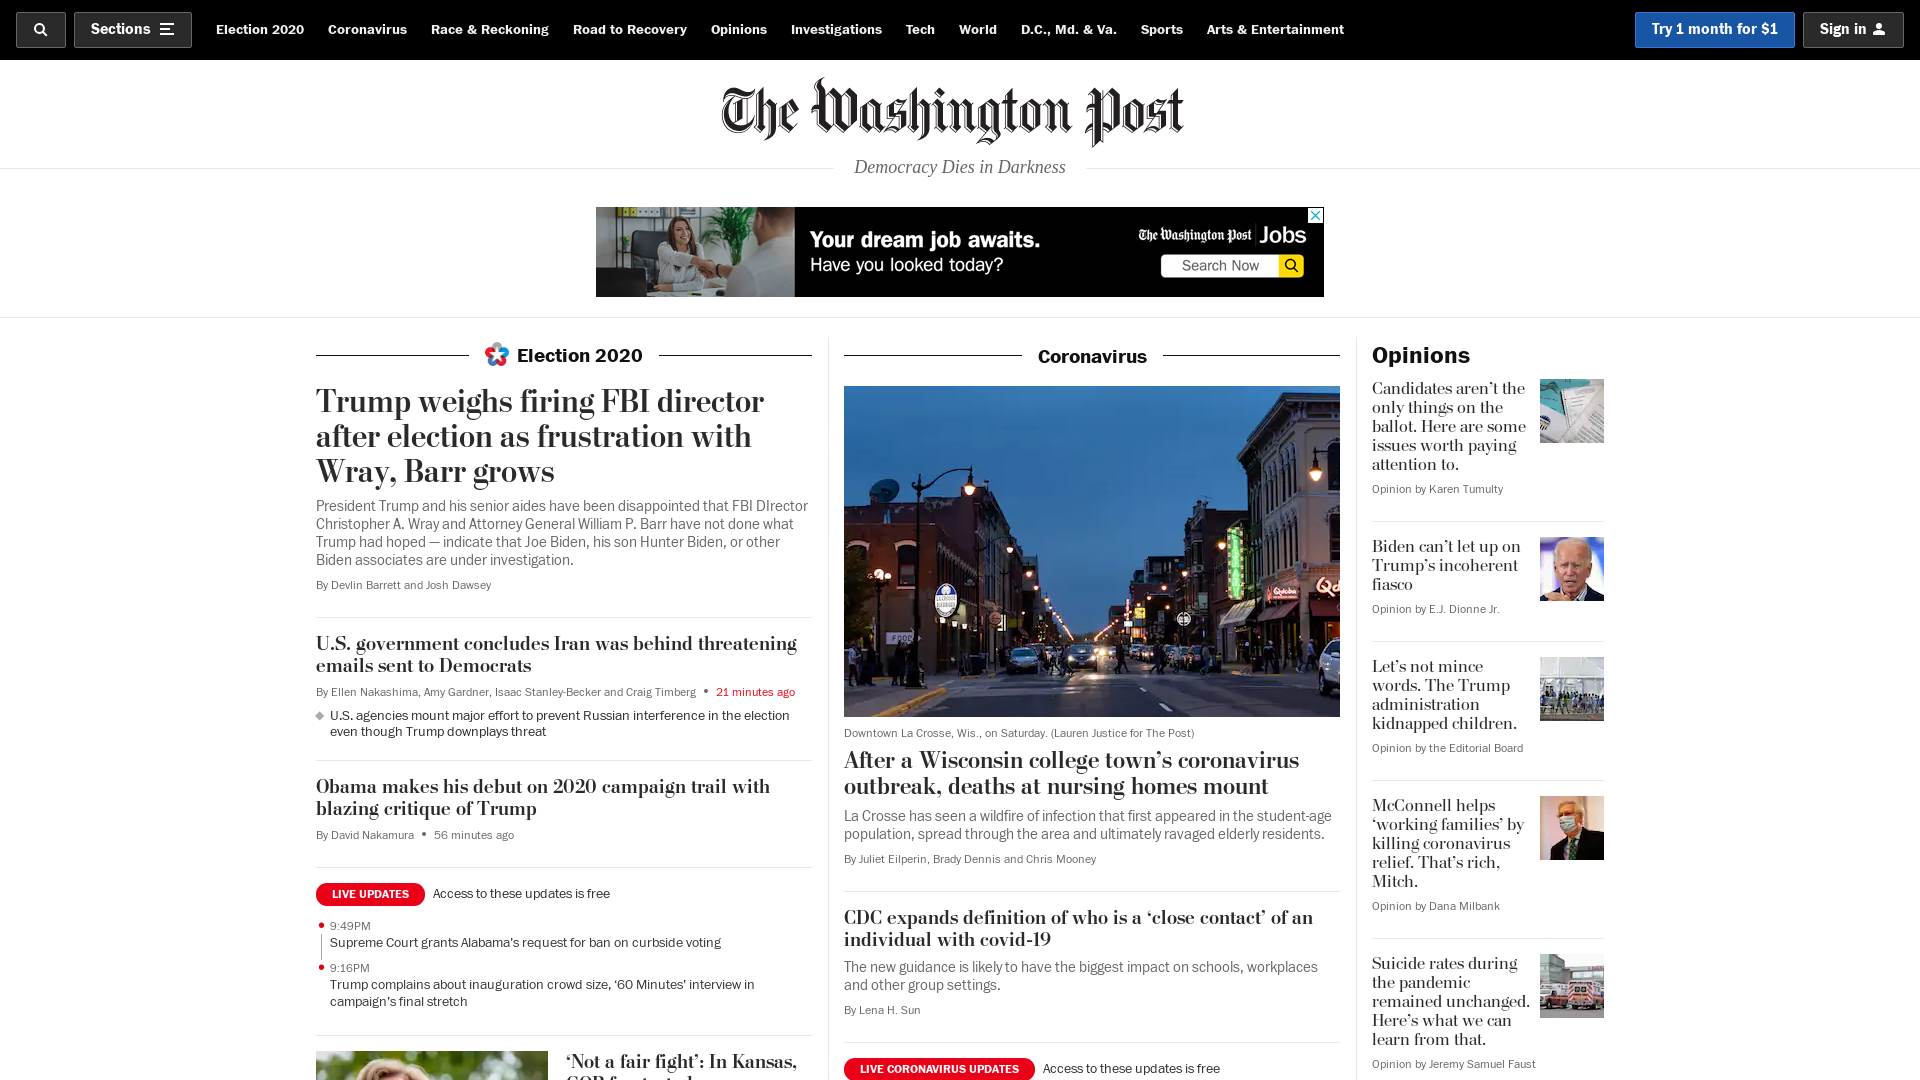 Sections
Election 2020
Coronavirus
Race & Reckoning
Road to Recovery
Opinions
Investigations
Tech
World
D.C., Md. & Va.
Sports
Arts & Entertainment
Try 1 month for $1
Sign in
The Washington Post
Democracy Dies in Darkness
Your dream job awaits.
Have you looked today?
The Washington Post Jobs
Search Now
Election 2020
Trump weighs firing FBI director
after election as frustration with
Wray, Barr grows
President Trump and his senior aides have been disappointed that FBI DIrector
Christopher A. Wray and Attorney General William P. Barr have not done what
Trump had hoped — indicate that Joe Biden, his son Hunter Biden, or other
Biden associates are under investigation.
By Devlin Barrett and Josh Dawsey
U.S. government concludes Iran was behind threatening
emails sent to Democrats
By Ellen Nakashima, Amy Gardner, Isaac Stanley-Becker and Craig Timberg • 21 minutes ago
U.S. agencies mount major effort to prevent Russian interference in the election
even though Trump downplays threat
Obama makes his debut on 2020 campaign trail with
blazing critique of Trump
By David Nakamura • 56 minutes ago
LIVE UPDATES Access to these updates is free
9:49PM
Supreme Court grants Alabama’s request for ban on curbside voting
9:16PM
Trump complains about inauguration crowd size, ‘60 Minutes’ interview in
campaign’s final stretch
‘Not a fair fight’: In Kansas,
Coronavirus
FOOD
Qdoba
Downtown La Crosse, Wis., on Saturday. (Lauren Justice for The Post)
After a Wisconsin college town’s coronavirus
outbreak, deaths at nursing homes mount
La Crosse has seen a wildfire of infection that first appeared in the student-age
population, spread through the area and ultimately ravaged elderly residents.
By Juliet Eilperin, Brady Dennis and Chris Mooney
CDC expands definition of who is a ‘close contact’ of an
individual with covid-19
The new guidance is likely to have the biggest impact on schools, workplaces
and other group settings.
By Lena H. Sun
LIVE CORONAVIRUS UPDATES Access to these updates is free
Opinions
Candidates aren’t the
only things on the
ballot. Here are some
issues worth paying
attention to.
Opinion by Karen Tumulty
Biden can’t let up on
Trump’s incoherent
fiasco
Opinion by E.J. Dionne Jr.
Let’s not mince
words. The Trump
administration
kidnapped children.
Opinion by the Editorial Board
McConnell helps
‘working families’ by
killing coronavirus
relief. That’s rich,
Mitch.
Opinion by Dana Milbank
Suicide rates during
the pandemic
remained unchanged.
Here’s what we can
learn from that.
Opinion by Jeremy Samuel Faust